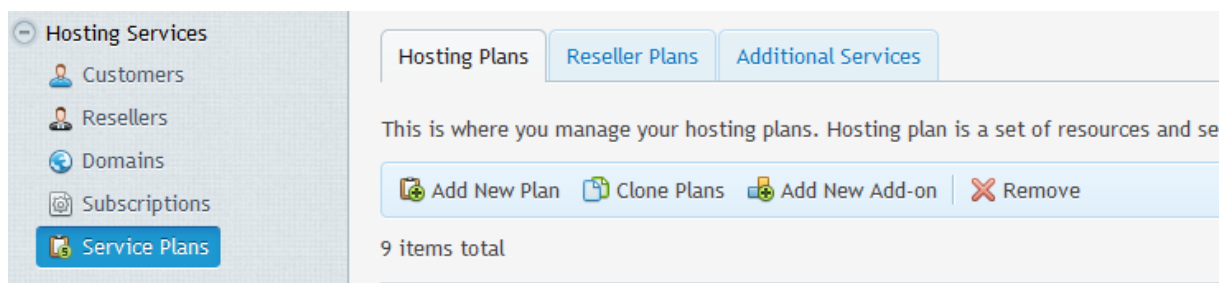 Hosting Services
Customers
Resellers
Domains
Subscriptions
Service Plans
Hosting Plans Reseller Plans Additional Services
This is where you manage your hosting plans. Hosting plan is a set of resources and se
Add New Plan Clone Plans Add New Add-on Remove
9 items total